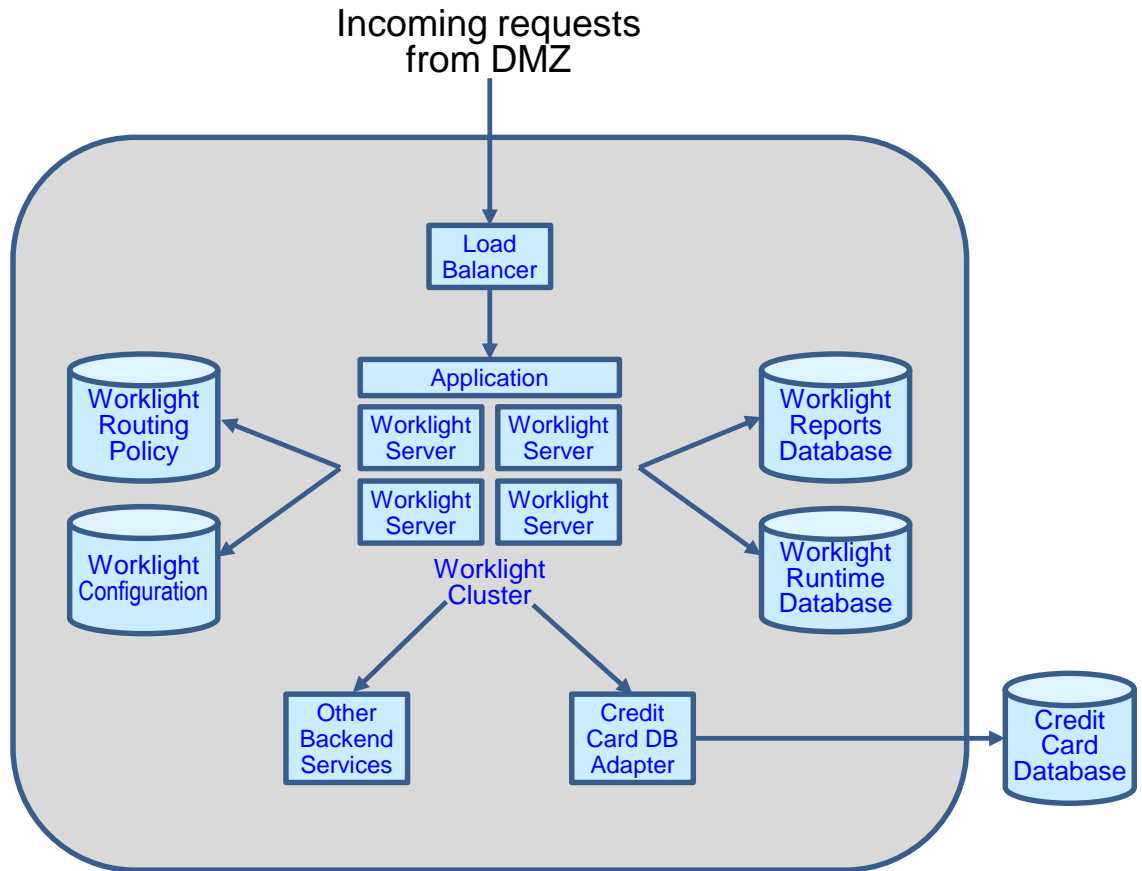 Incoming requests
from DMZ
Load
Balancer
Application
Worklight
Routing
Policy
Worklight
Server
Worklight
Server
Worklight
Reports
Database
Worklight
Server
Worklight
Server
Worklight
Configuration
Worklight
Runtime
Database
Worklight
Cluster
Other
Backend
Services
Credit
Card DB
Adapter
Credit
Card
Database